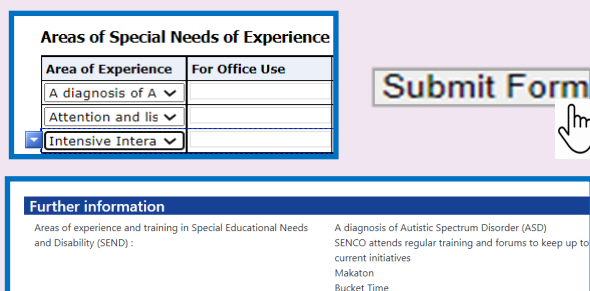 Areas of Special Needs of Experience
Area of Experience For Office Use
A diagnosis of A
Attention and lis
Intensive Intera
Submit Form
Further information
Areas of experience and training in Special Educational Needs
and Disability (SEND) :
A diagnosis of Autistic Spectrum Disorder (ASD)
SENCO attends regular training and forums to keep up to
current initiatives
Makaton
Bucket Time